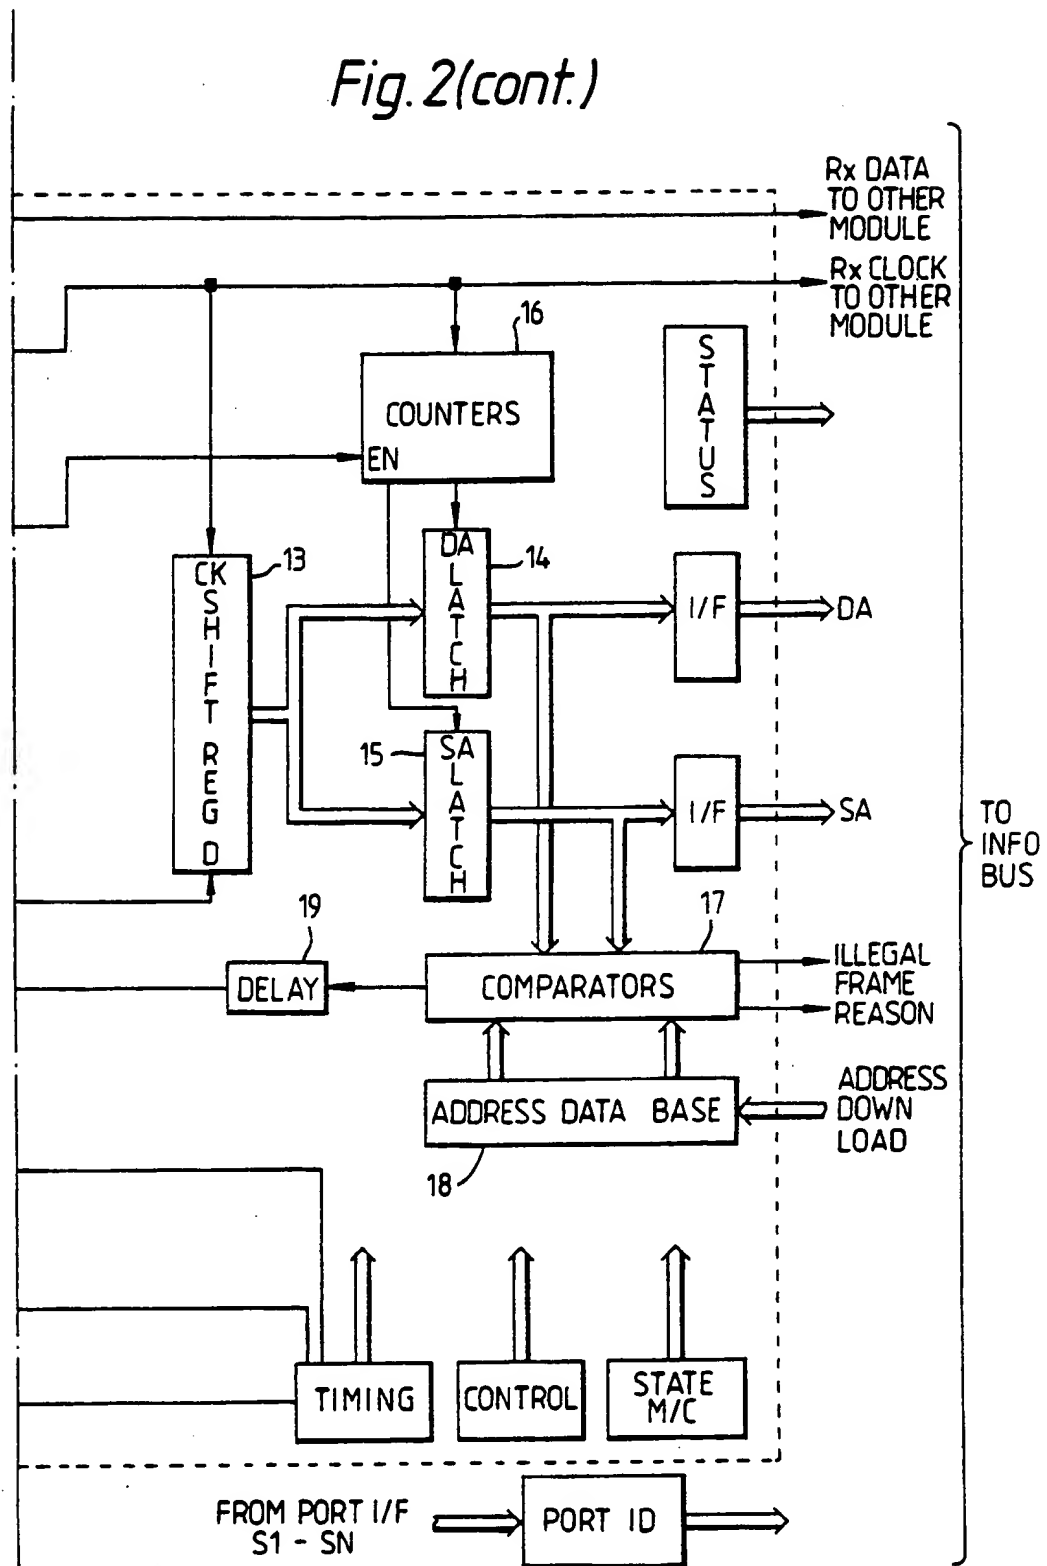 Fig. 2 (cont.)
Rx DATA
TO OTHER
MODULE
Rx CLOCK
TO OTHER
MODULE
16
COUNTERS
EN
STATUS
13
CK
SHIFT REG D
DA
LATCH
14
I/F
DA
15
SA
LATCH
I/F
SA
TO
INFO
BUS
19
DELAY
17
COMPARATORS
ILLEGAL
FRAME
REASON
ADDRESS DATA BASE
18
ADDRESS
DOWN
LOAD
TIMING
CONTROL
STATE
M/C
FROM PORT I/F
S1 - SN
PORT ID